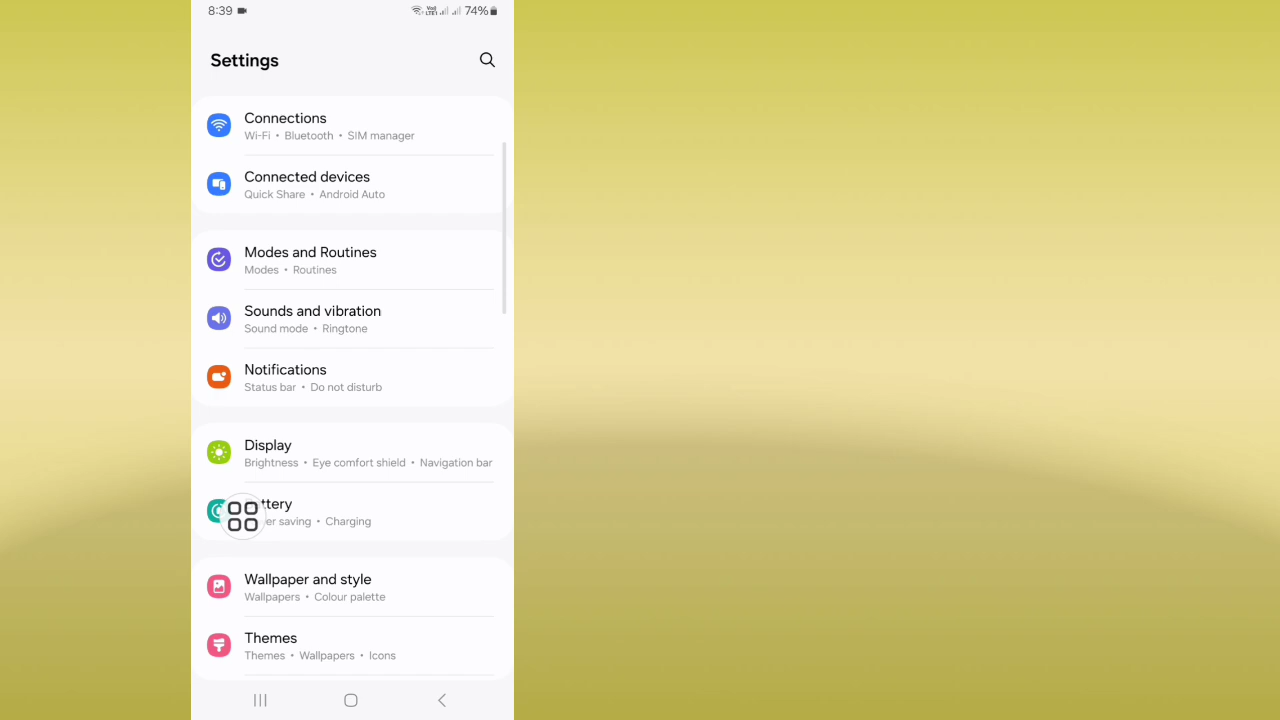 8:39 74%
Settings
Connections
Wi-Fi • Bluetooth • SIM manager
Connected devices
Quick Share • Android Auto
Modes and Routines
Modes • Routines
Sounds and vibration
Sound mode • Ringtone
Notifications
Status bar • Do not disturb
Display
Brightness • Eye comfort shield • Navigation bar
ttery
er saving • Charging
Wallpaper and style
Wallpapers • Colour palette
Themes
Themes • Wallpapers • Icons